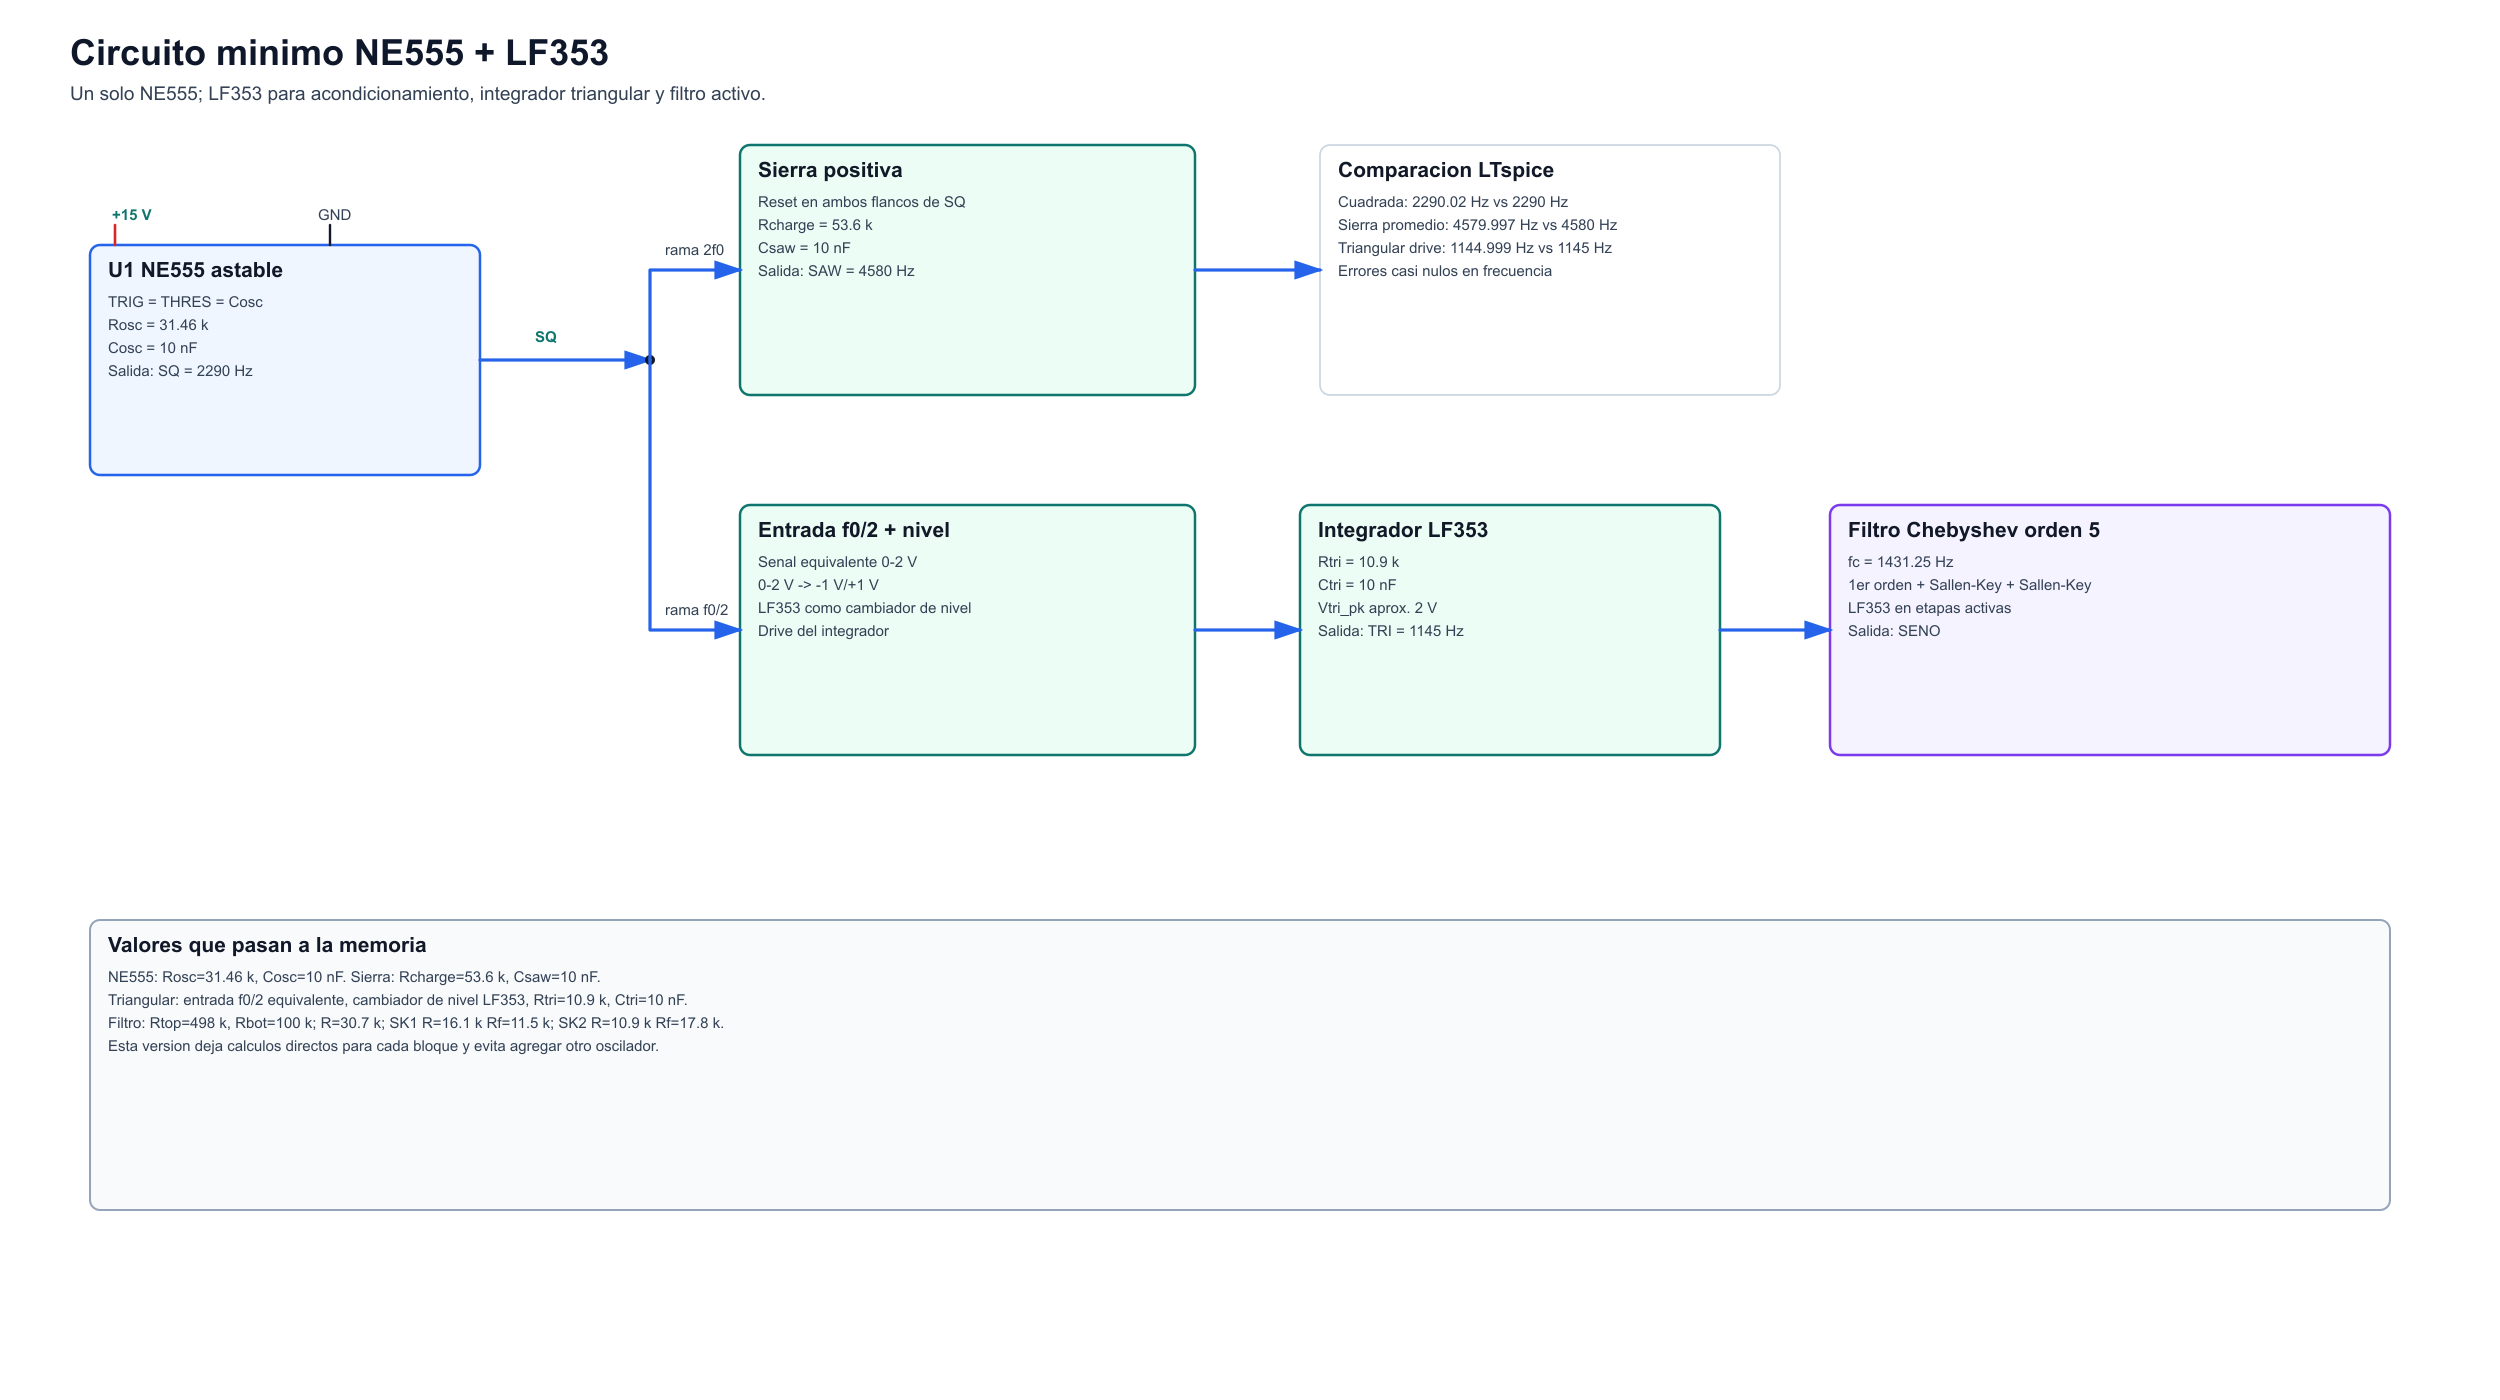 Circuito minimo NE555 + LF353
Un solo NE555; LF353 para acondicionamiento, integrador triangular y filtro activo.
+15 V
GND
U1 NE555 astable
TRIG = THRES = Cosc
Rosc = 31.46 k
Cosc = 10 nF
Salida: SQ = 2290 Hz
SQ
rama 2f0
Sierra positiva
Reset en ambos flancos de SQ
Rcharge = 53.6 k
Csaw = 10 nF
Salida: SAW = 4580 Hz
Comparacion LTspice
Cuadrada: 2290.02 Hz vs 2290 Hz
Sierra promedio: 4579.997 Hz vs 4580 Hz
Triangular drive: 1144.999 Hz vs 1145 Hz
Errores casi nulos en frecuencia
rama f0/2
Entrada f0/2 + nivel
Senal equivalente 0-2 V
0-2 V -> -1 V/+1 V
LF353 como cambiador de nivel
Drive del integrador
Integrador LF353
Rtri = 10.9 k
Ctri = 10 nF
Vtri_pk aprox. 2 V
Salida: TRI = 1145 Hz
Filtro Chebyshev orden 5
fc = 1431.25 Hz
1er orden + Sallen-Key + Sallen-Key
LF353 en etapas activas
Salida: SENO
Valores que pasan a la memoria
NE555: Rosc=31.46 k, Cosc=10 nF. Sierra: Rcharge=53.6 k, Csaw=10 nF.
Triangular: entrada f0/2 equivalente, cambiador de nivel LF353, Rtri=10.9 k, Ctri=10 nF.
Filtro: Rtop=498 k, Rbot=100 k; R=30.7 k; SK1 R=16.1 k Rf=11.5 k; SK2 R=10.9 k Rf=17.8 k.
Esta version deja calculos directos para cada bloque y evita agregar otro oscilador.